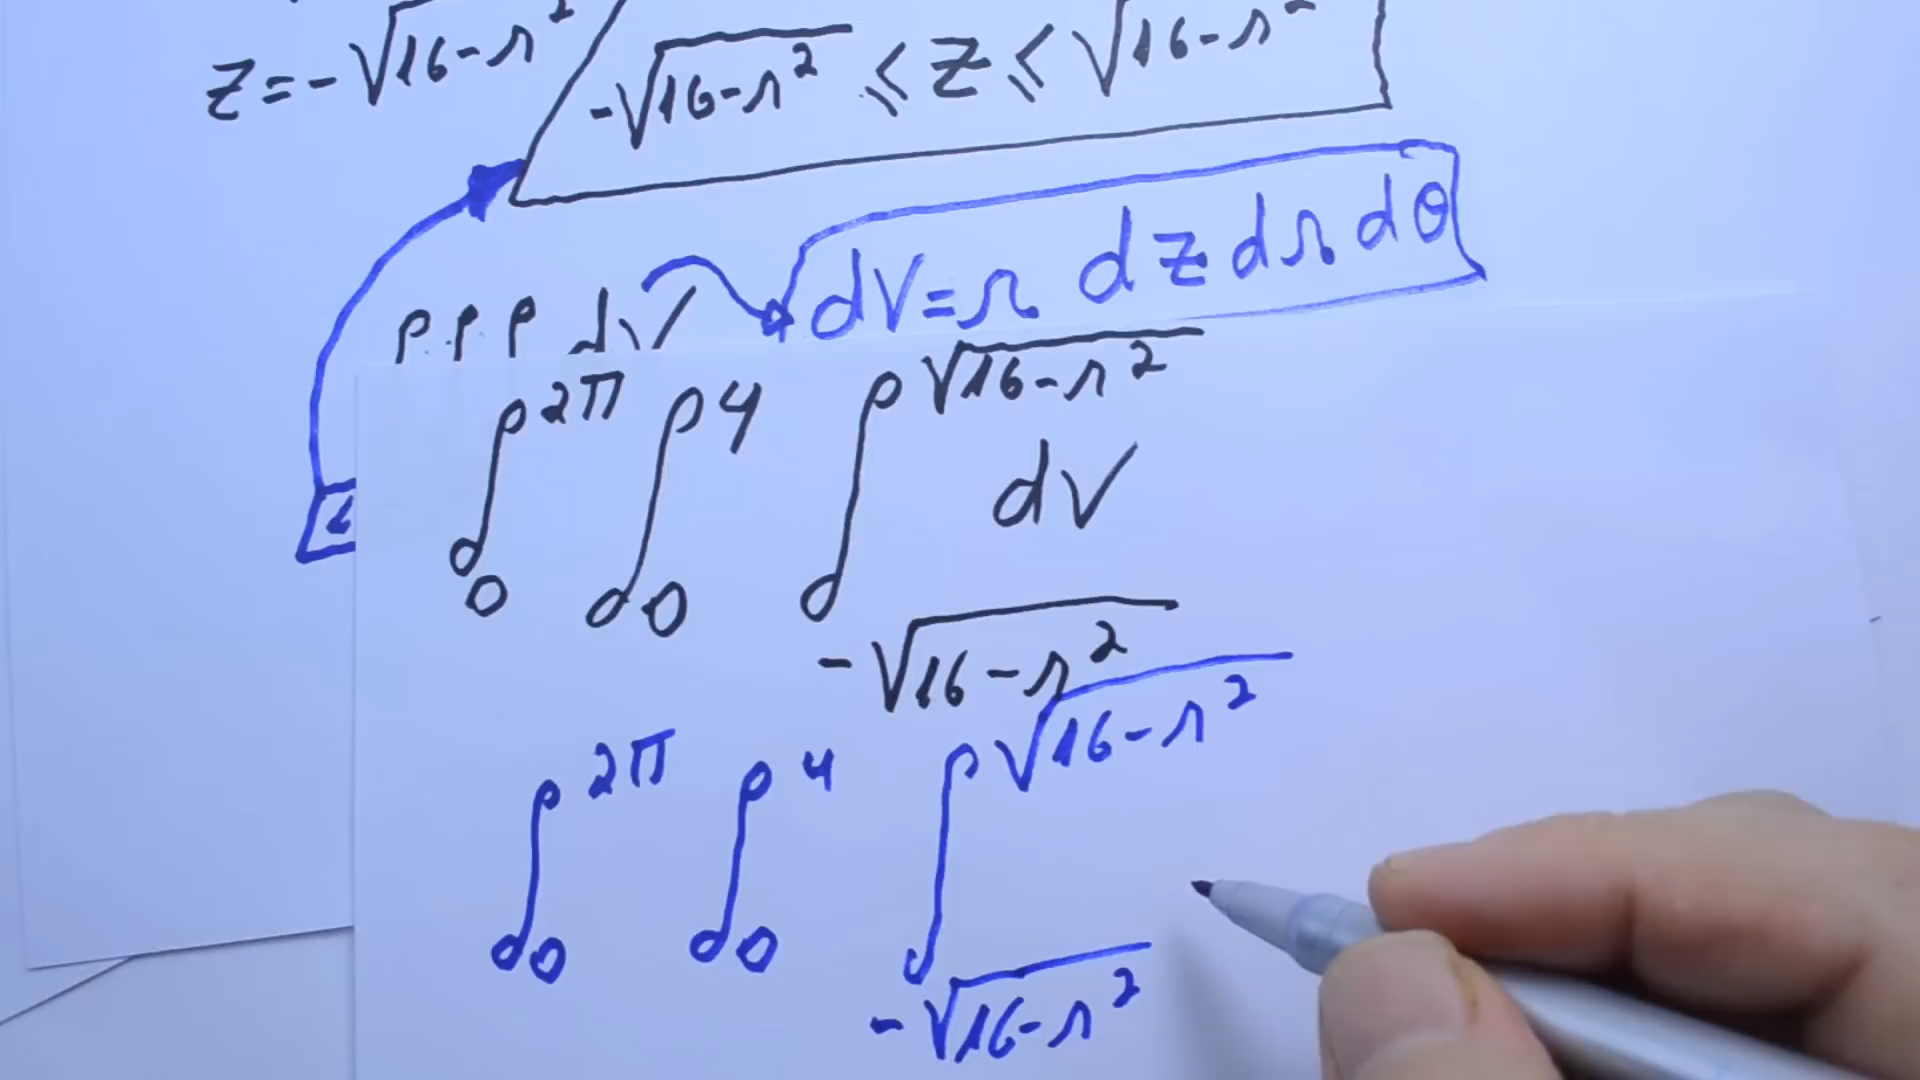 z=-√16-r²
-√16-r² ≤ z ≤ √16-r²
dV=r dz dr dθ
∫∫∫ dV
∫ 2π ∫ 4 ∫ √16-r²
dV
0 0 -√16-r²
∫ 2π ∫ 4 ∫ √16-r²
0 0 -√16-r²